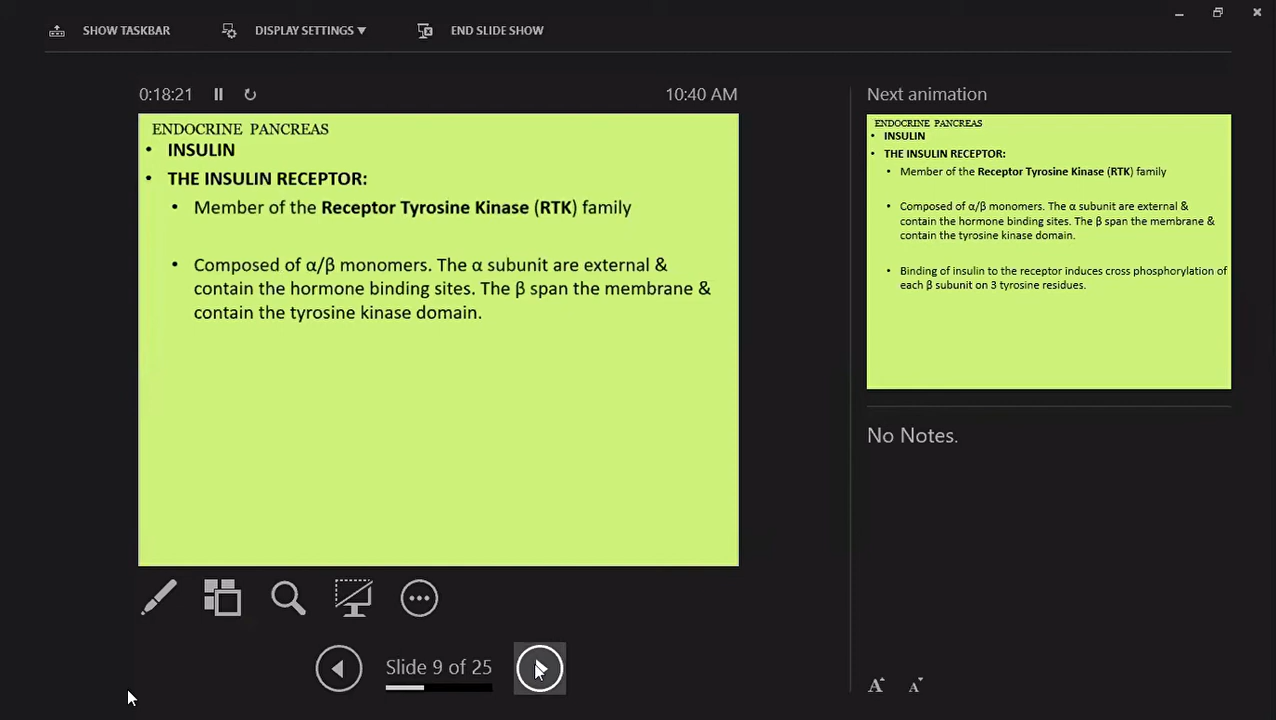 SHOW TASKBAR
DISPLAY SETTINGS ▼
END SLIDE SHOW
0:18:21
10:40 AM
ENDOCRINE PANCREAS
• INSULIN
• THE INSULIN RECEPTOR:
• Member of the Receptor Tyrosine Kinase (RTK) family
• Composed of α/β monomers. The α subunit are external &
contain the hormone binding sites. The β span the membrane &
contain the tyrosine kinase domain.
Slide 9 of 25
Next animation
ENDOCRINE PANCREAS
• INSULIN
• THE INSULIN RECEPTOR:
• Member of the Receptor Tyrosine Kinase (RTK) family
• Composed of α/β monomers. The α subunit are external &
contain the hormone binding sites. The β span the membrane &
contain the tyrosine kinase domain.
• Binding of insulin to the receptor induces cross phosphorylation of
each β subunit on 3 tyrosine residues.
No Notes.
A A